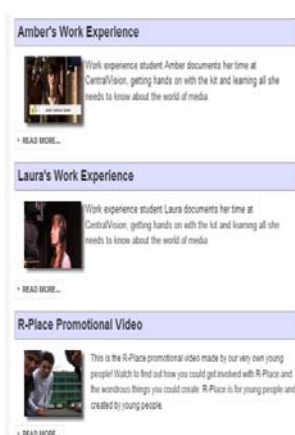 Amber's Work Experience
Work experience student Amber documents her time at
CentralVision, getting hands on with the kit and learning all she
needs to know about the world of media.
• READ MORE...
Laura's Work Experience
Work experience student Laura documents her time at
CentralVision, getting hands on with the kit and learning all she
needs to know about the world of media.
• READ MORE...
R-Place Promotional Video
This is the R-Place promotional video made by our very own young
people! Watch to find out how you could get involved with R-Place and
the wondrous things you could create. R-Place is for young people and
created by young people.
• READ MORE...